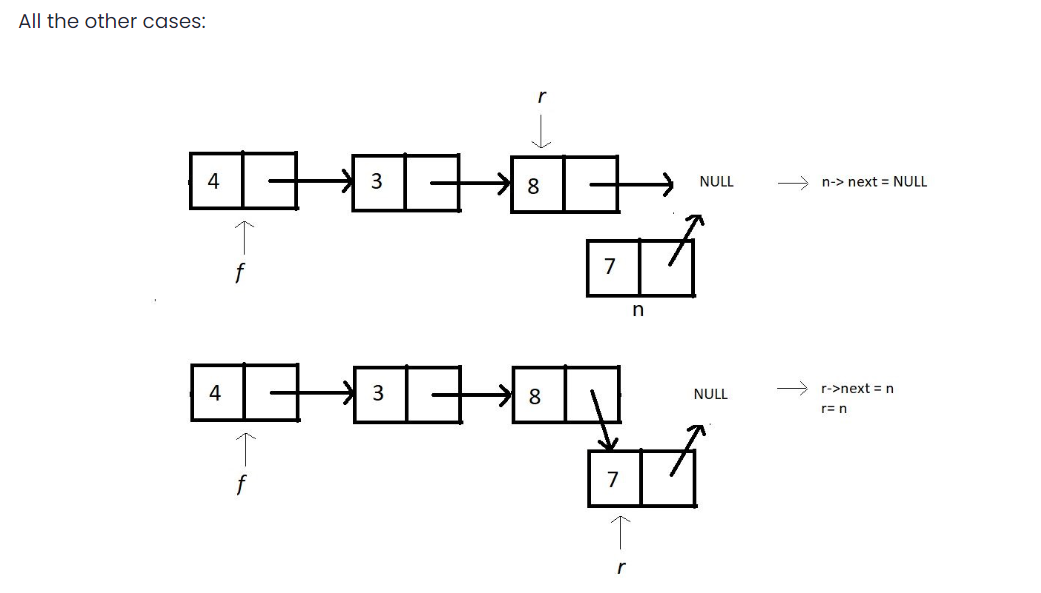 All the other cases:
r
4
3
8
NULL
n-> next = NULL
f
7
n
4
3
8
NULL
r->next = n
r= n
f
7
r